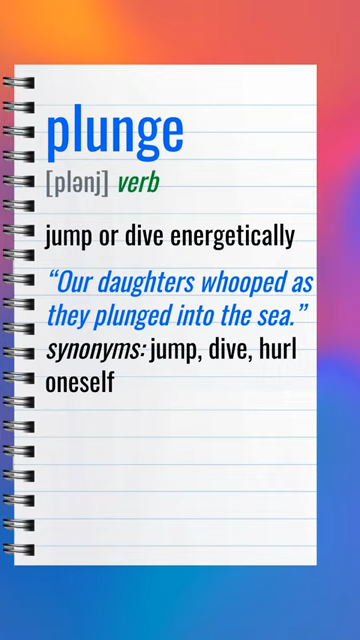 plunge
[plənj] verb
jump or dive energetically
“Our daughters whooped as
they plunged into the sea.”
synonyms: jump, dive, hurl
oneself